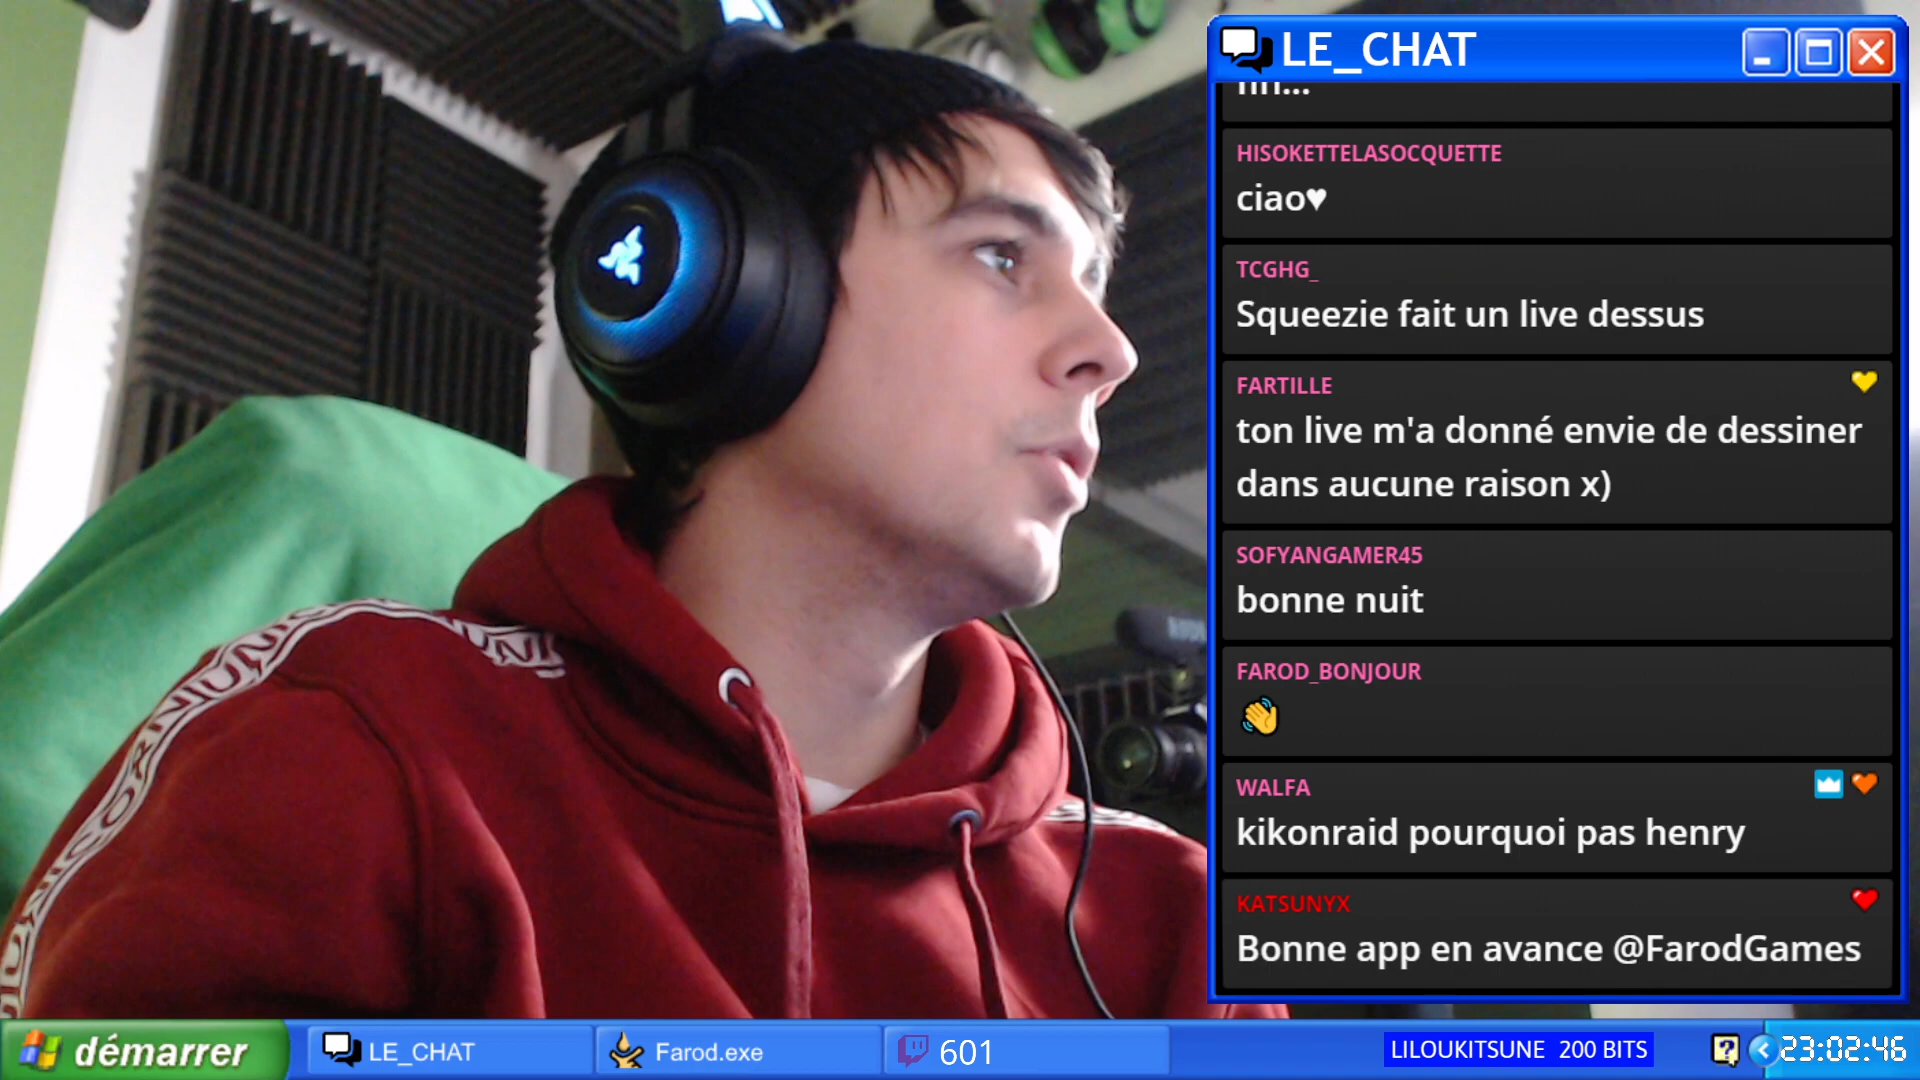 LE_CHAT
HISOKETTELASOCQUETTE
ciao♥
TCGHG_
Squeezie fait un live dessus
FARTILLE
ton live m'a donné envie de dessiner
dans aucune raison x)
SOFYANGAMER45
bonne nuit
FAROD_BONJOUR
👋
WALFA
kikonraid pourquoi pas henry
KATSUNYX
Bonne app en avance @FarodGames
démarrer
LE_CHAT
Farod.exe
601
LILOUKITSUNE 200 BITS
?
23:02:46